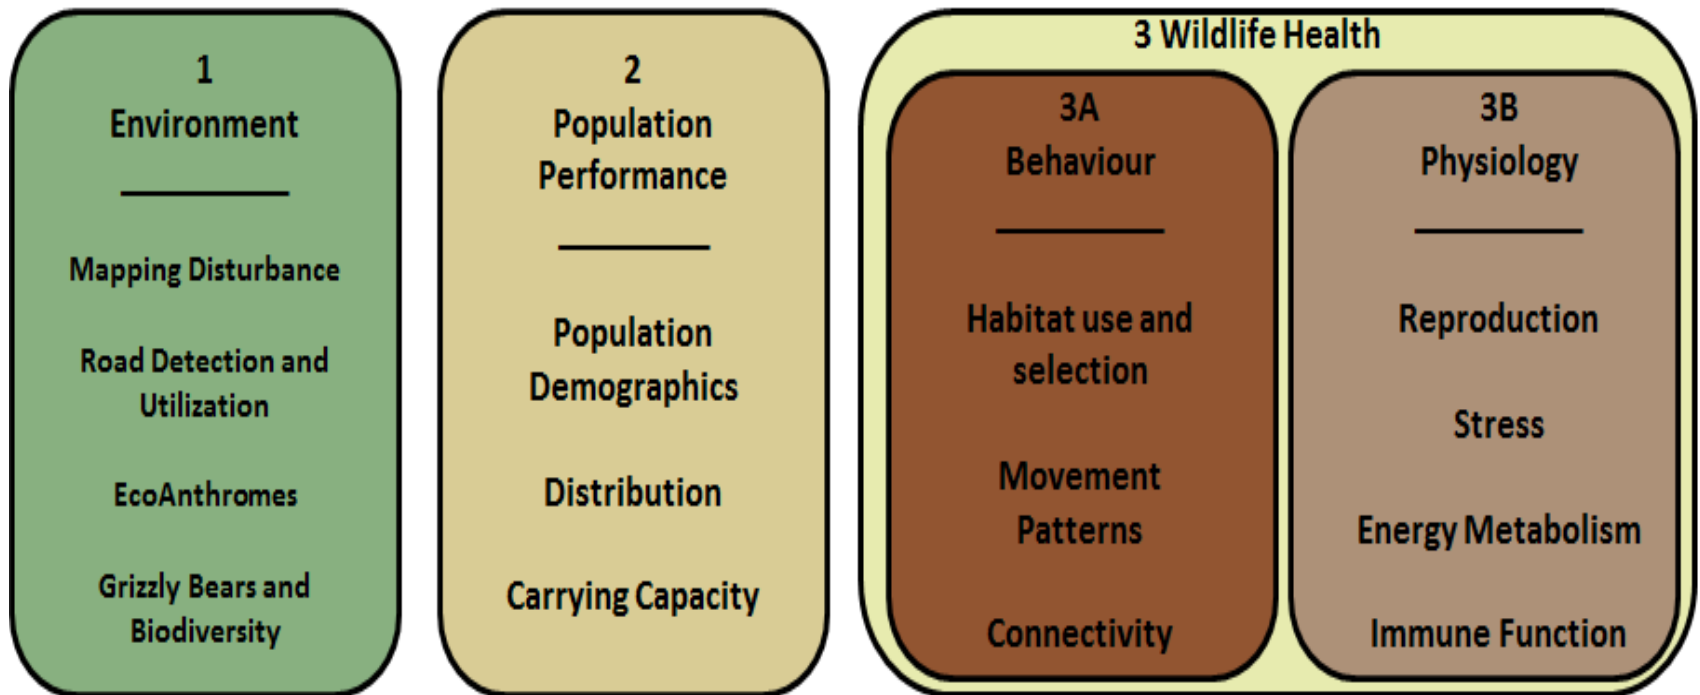 1
Environment
Mapping Disturbance
Road Detection and
Utilization
EcoAnthromes
Grizzly Bears and
Biodiversity
2
Population
Performance
Population
Demographics
Distribution
Carrying Capacity
3 Wildlife Health
3A
Behaviour
Habitat use and
selection
Movement
Patterns
Connectivity
3B
Physiology
Reproduction
Stress
Energy Metabolism
Immune Function